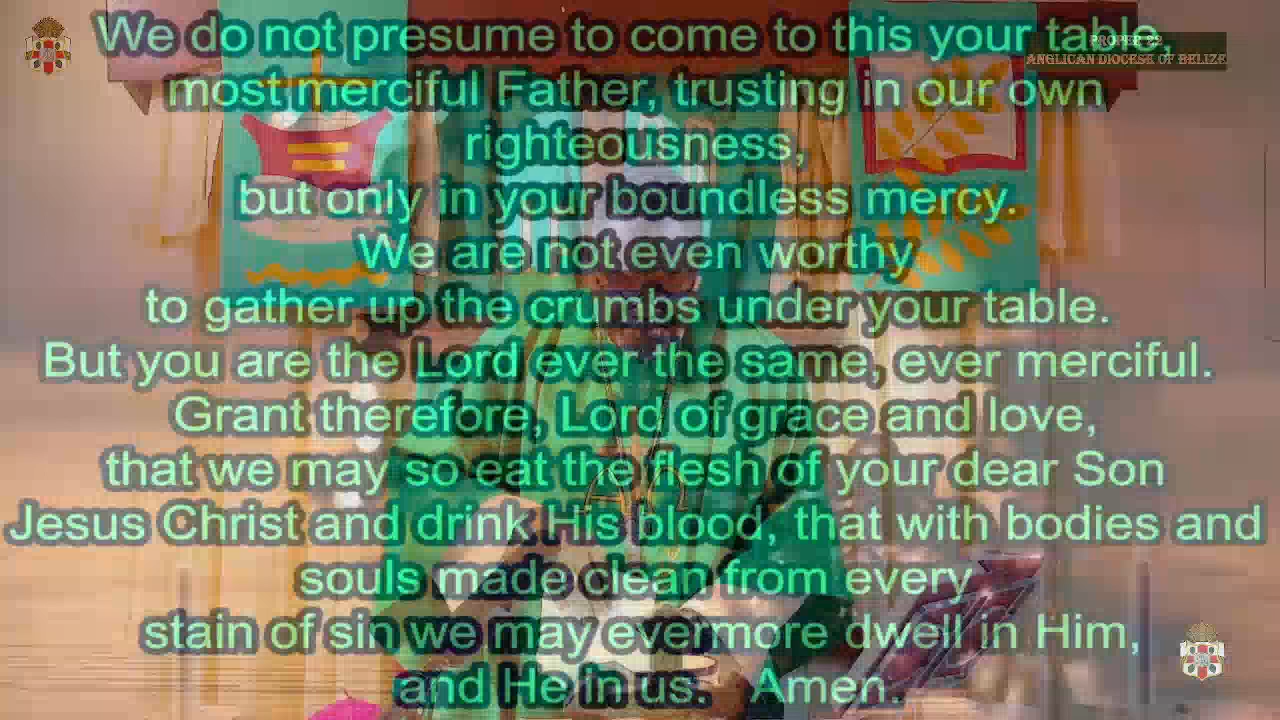 We do not presume to come to this your table,
PROPER 22
ANGLICAN DIOCESE OF BELIZE
most merciful Father, trusting in our own
righteousness,
but only in your boundless mercy.
We are not even worthy
to gather up the crumbs under your table.
But you are the Lord ever the same, ever merciful.
Grant therefore, Lord of grace and love,
that we may so eat the flesh of your dear Son
Jesus Christ and drink His blood, that with bodies and
souls made clean from every
stain of sin we may evermore dwell in Him,
and He in us. Amen.